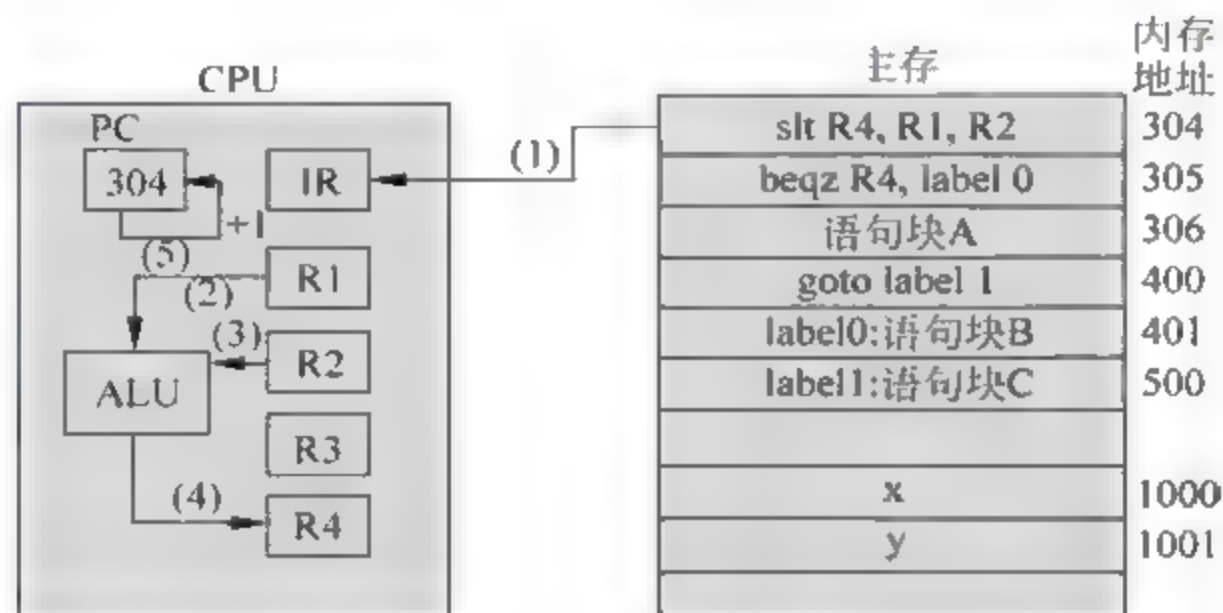 CPU
PC
304
IR
+1
(5)
R1
(2)
(3)
R2
ALU
R3
(4)
R4
(1)
主存
内存
地址
slt R4, R1, R2
304
beqz R4, label 0
305
语句块A
306
goto label 1
400
label0:语句块B
401
label1:语句块C
500
x
1000
y
1001